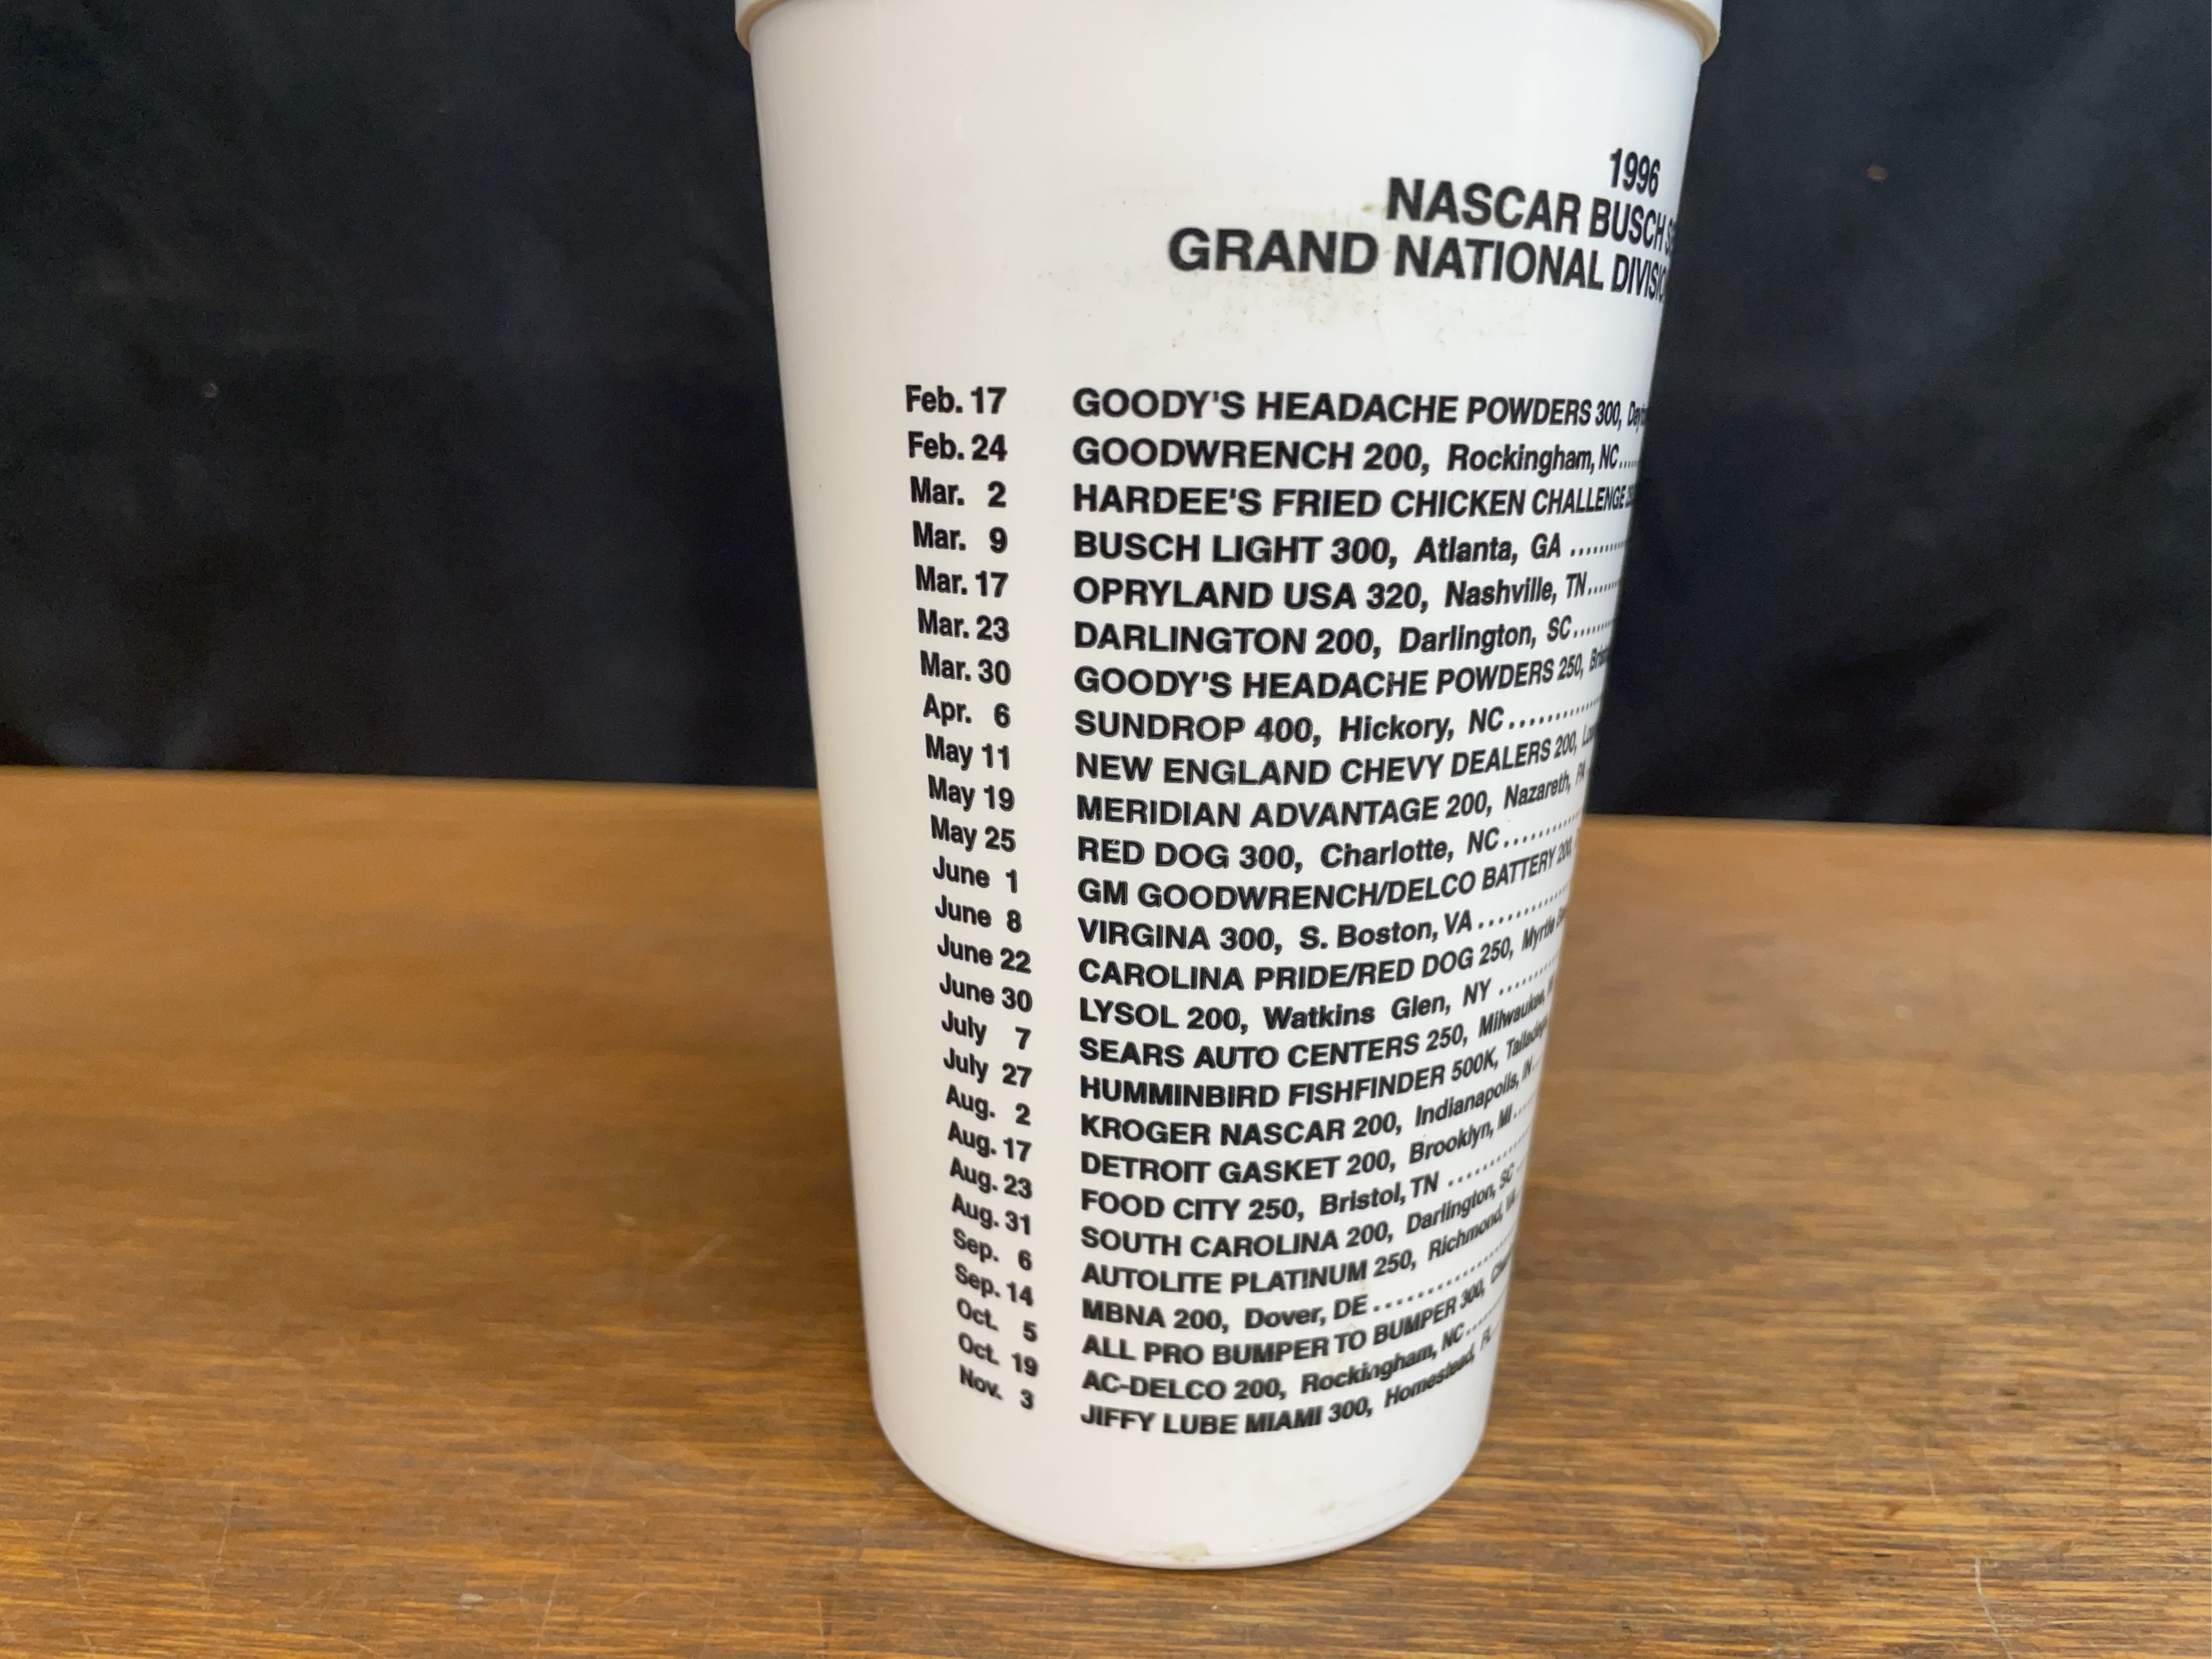 1996
NASCAR BUSCH
GRAND NATIONAL
Feb. 17 GOODY'S HEADACHE POWDERS 300,
Feb. 24 GOODWRENCH 200, Rockingham, NC.....
Mar. 2 HARDEE'S FRIED CHICKEN CHALLENGE
Mar. 9 BUSCH LIGHT 300, Atlanta, GA ..........
Mar. 17 OPRYLAND USA 320, Nashville, TN.......
Mar. 23 DARLINGTON 200, Darlington, SC........
Mar. 30 GOODY'S HEADACHE POWDERS 250,
Apr. 6 SUNDROP 400, Hickory, NC..............
May 11 NEW ENGLAND CHEVY DEALERS 200,
May 19 MERIDIAN ADVANTAGE 200, Nazareth, PA
May 25 RED DOG 300, Charlotte, NC............
June 1 GM GOODWRENCH/DELCO BATTERY 200,
June 8 VIRGINA 300, S. Boston, VA.............
June 22 CAROLINA PRIDE/RED DOG 250, Myrtle
June 30 LYSOL 200, Watkins Glen, NY .........
July 7 SEARS AUTO CENTERS 250, Milwaukee,
July 27 HUMMINBIRD FISHFINDER 500K,
Aug. 2 KROGER NASCAR 200, Indianapolis, IN...
Aug. 17 DETROIT GASKET 200, Brooklyn, MI.....
Aug. 23 FOOD CITY 250, Bristol, TN ............
Aug. 31 SOUTH CAROLINA 200, Darlington, SC ...
Sep. 6 AUTOLITE PLATINUM 250, Richmond,
Sep. 14 MBNA 200, Dover, DE..................
Oct. 5 ALL PRO BUMPER TO BUMPER 300,
Oct. 19 AC-DELCO 200, Rockingham, NC......
Nov. 3 JIFFY LUBE MIAMI 300, Homestead, FL...